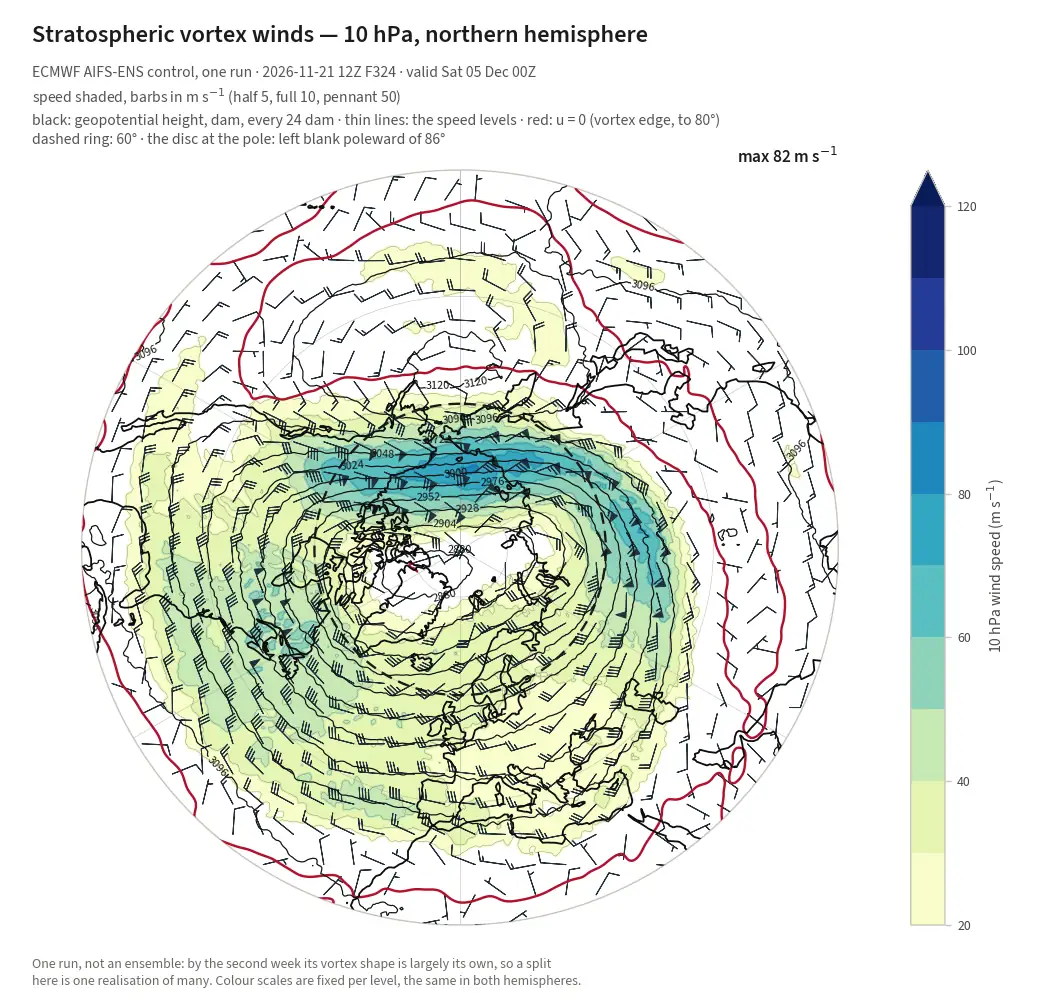 Stratospheric vortex winds — 10 hPa, northern hemisphere
ECMWF AIFS-ENS control, one run · 2026-11-21 12Z F324 · valid Sat 05 Dec 00Z
speed shaded, barbs in m s⁻¹ (half 5, full 10, pennant 50)
black: geopotential height, dam, every 24 dam · thin lines: the speed levels · red: u = 0 (vortex edge, to 80°)
dashed ring: 60° · the disc at the pole: left blank poleward of 86°
max 82 m s⁻¹
120
100
80
60
40
20
10 hPa wind speed (m s⁻¹)
3096
3096
3120
3120
3096
3048
3096
3024
2976
2952
2928
2904
3096
One run, not an ensemble: by the second week its vortex shape is largely its own, so a split
here is one realisation of many. Colour scales are fixed per level, the same in both hemispheres.